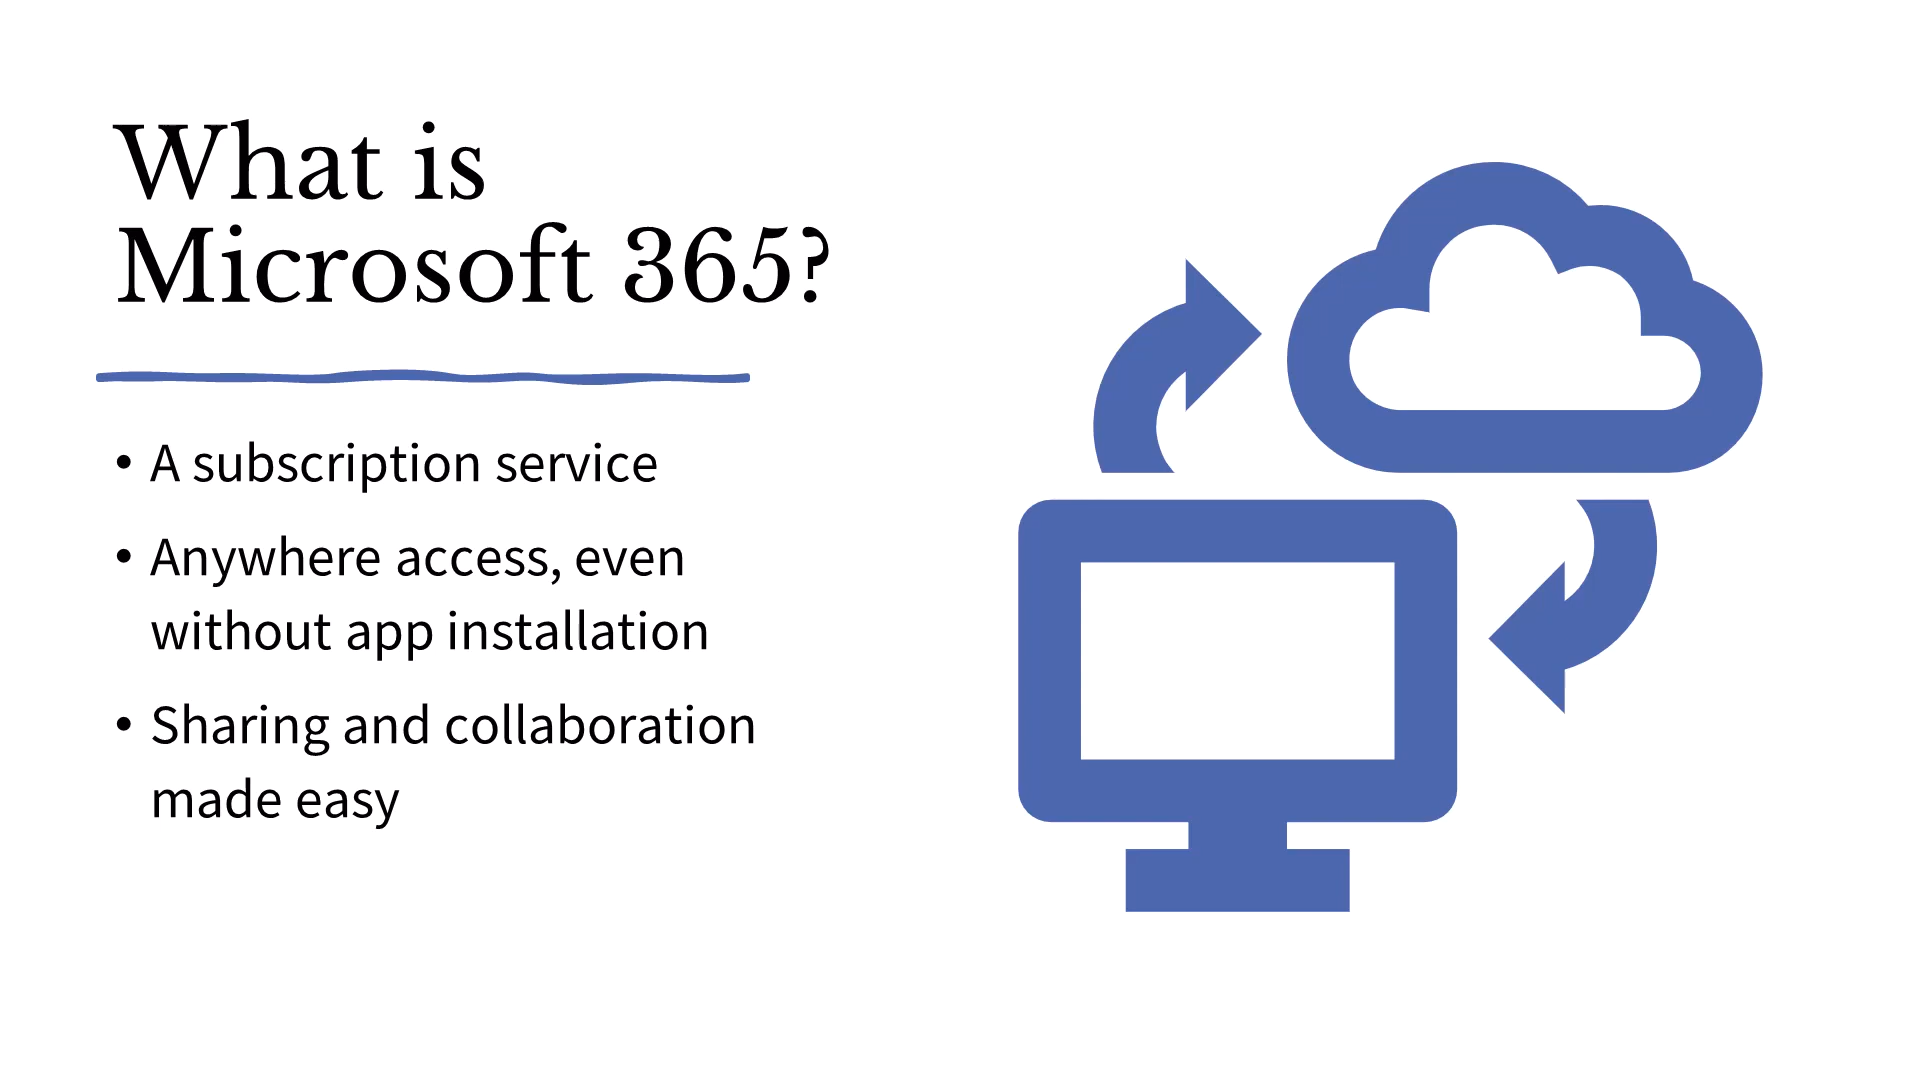 What is
Microsoft 365?
• A subscription service
• Anywhere access, even
without app installation
• Sharing and collaboration
made easy